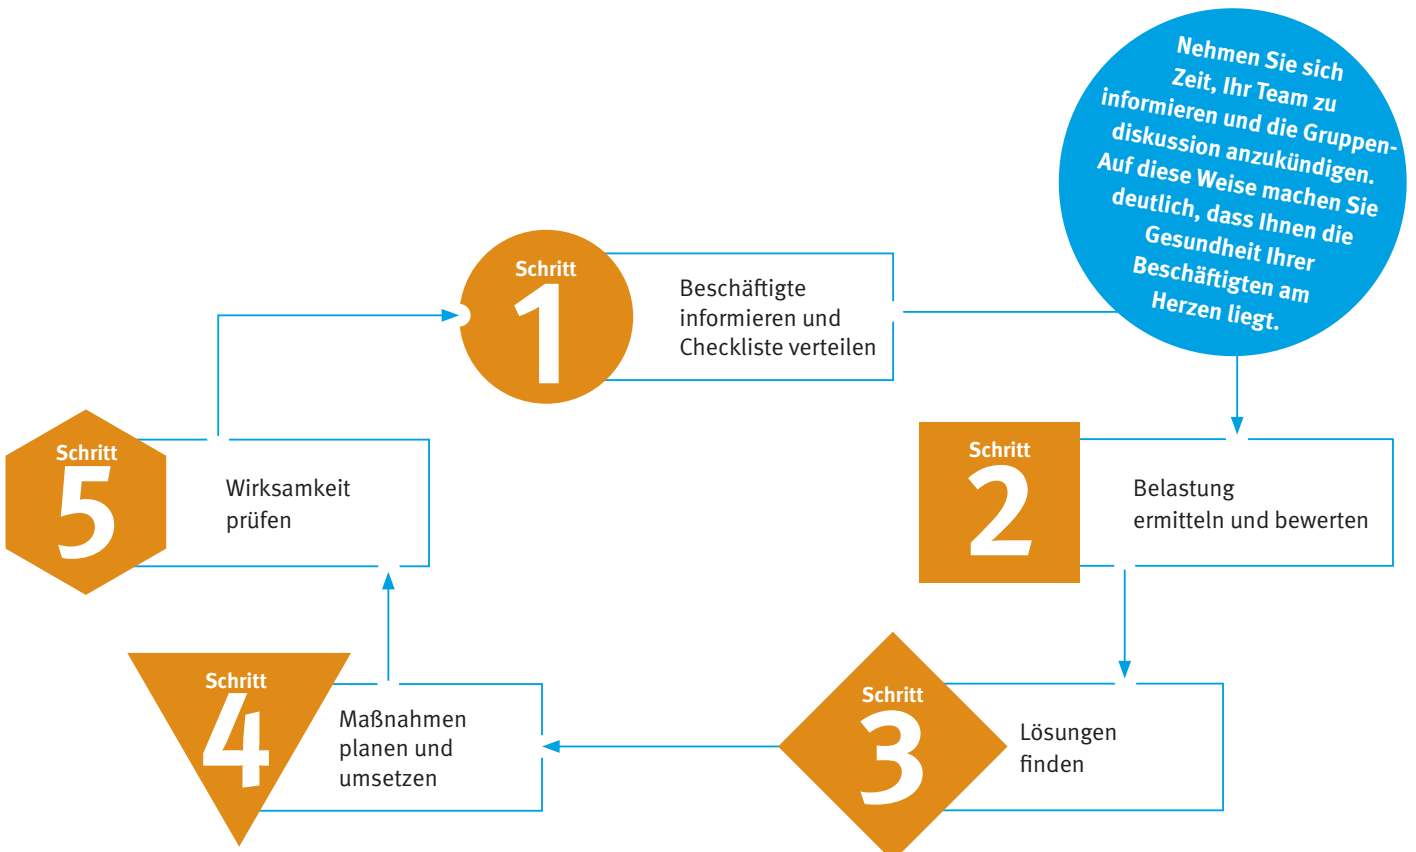 Nehmen Sie sich
Zeit, Ihr Team zu
informieren und die Gruppen-
diskussion anzukündigen.
Auf diese Weise machen Sie
deutlich, dass Ihnen die
Gesundheit Ihrer
Beschäftigten am
Herzen liegt.
Schritt
1
Beschäftigte
informieren und
Checkliste verteilen
Schritt
2
Belastung
ermitteln und bewerten
Schritt
3
Lösungen
finden
Schritt
4
Maßnahmen
planen und
umsetzen
Schritt
5
Wirksamkeit
prüfen